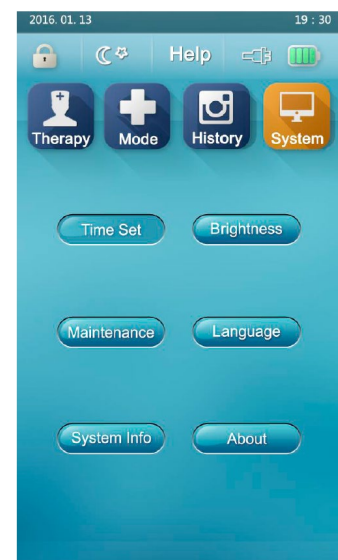 2016. 01. 13 19 : 30
Help
Therapy Mode History System
Time Set Brightness
Maintenance Language
System Info About